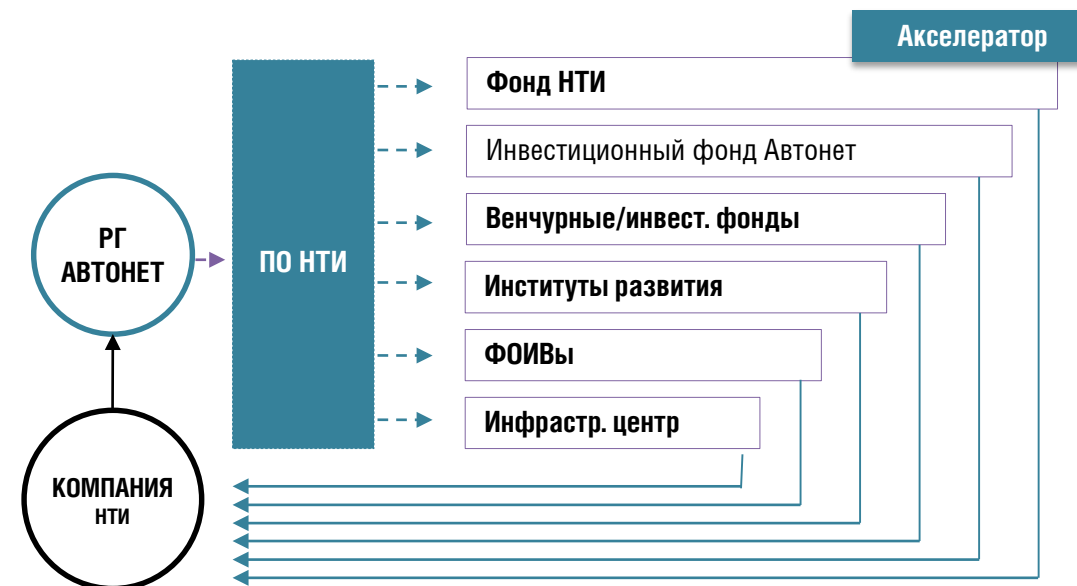 Акселератор
Фонд НТИ
Инвестиционный фонд Автонет
Венчурные/инвест. фонды
РГ
АВТОНЕТ
ПО НТИ
Институты развития
ФОИВы
Инфрастр. центр
КОМПАНИЯ
НТИ